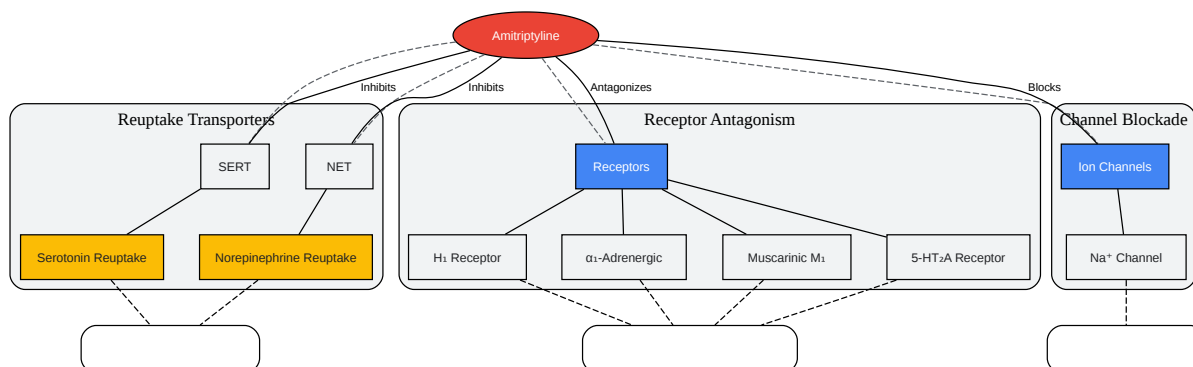 Amitriptyline
Inhibits
Inhibits
Antagonizes
Blocks
Reuptake Transporters
Receptor Antagonism
Channel Blockade
SERT
NET
Receptors
Ion Channels
Serotonin Reuptake
Norepinephrine Reuptake
H₁ Receptor
α₁-Adrenergic
Muscarinic M₁
5-HT₂A Receptor
Na⁺ Channel